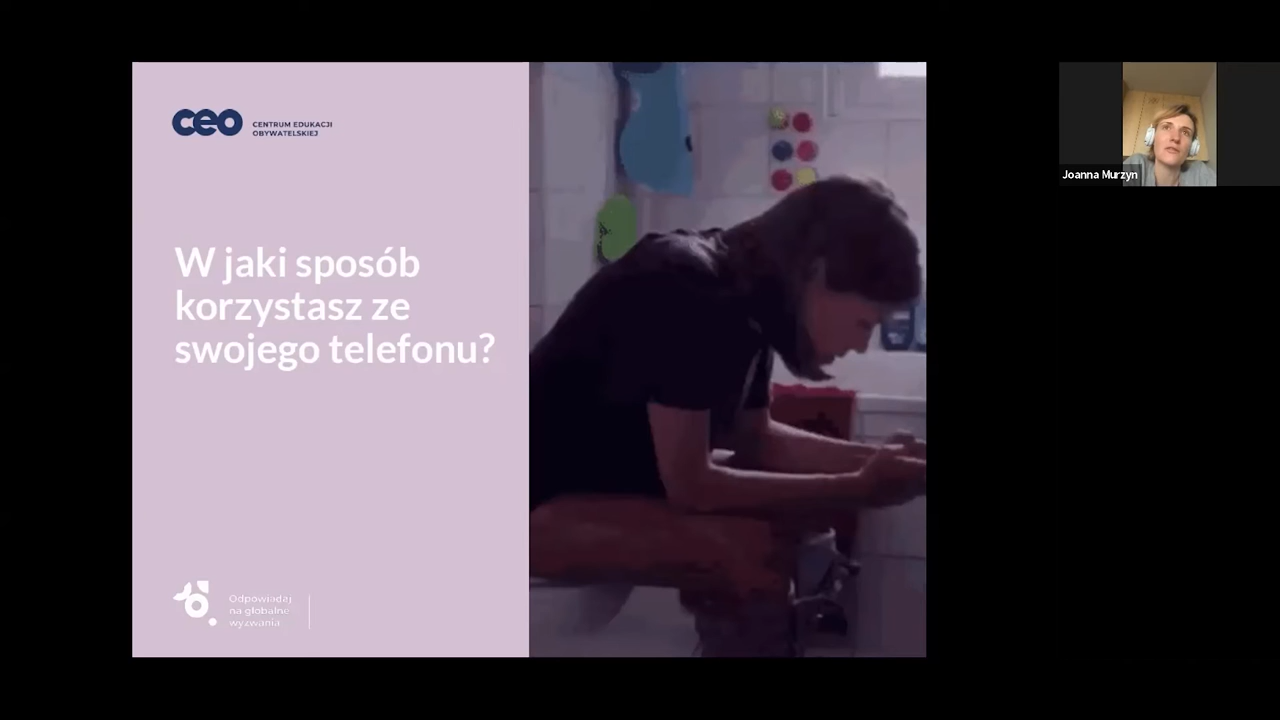 ceo
CENTRUM EDUKACJI
OBYWATELSKIEJ
W jaki sposób
korzystasz ze
swojego telefonu?
Odpowiadaj
na globalne
wyzwania
Joanna Murzyn